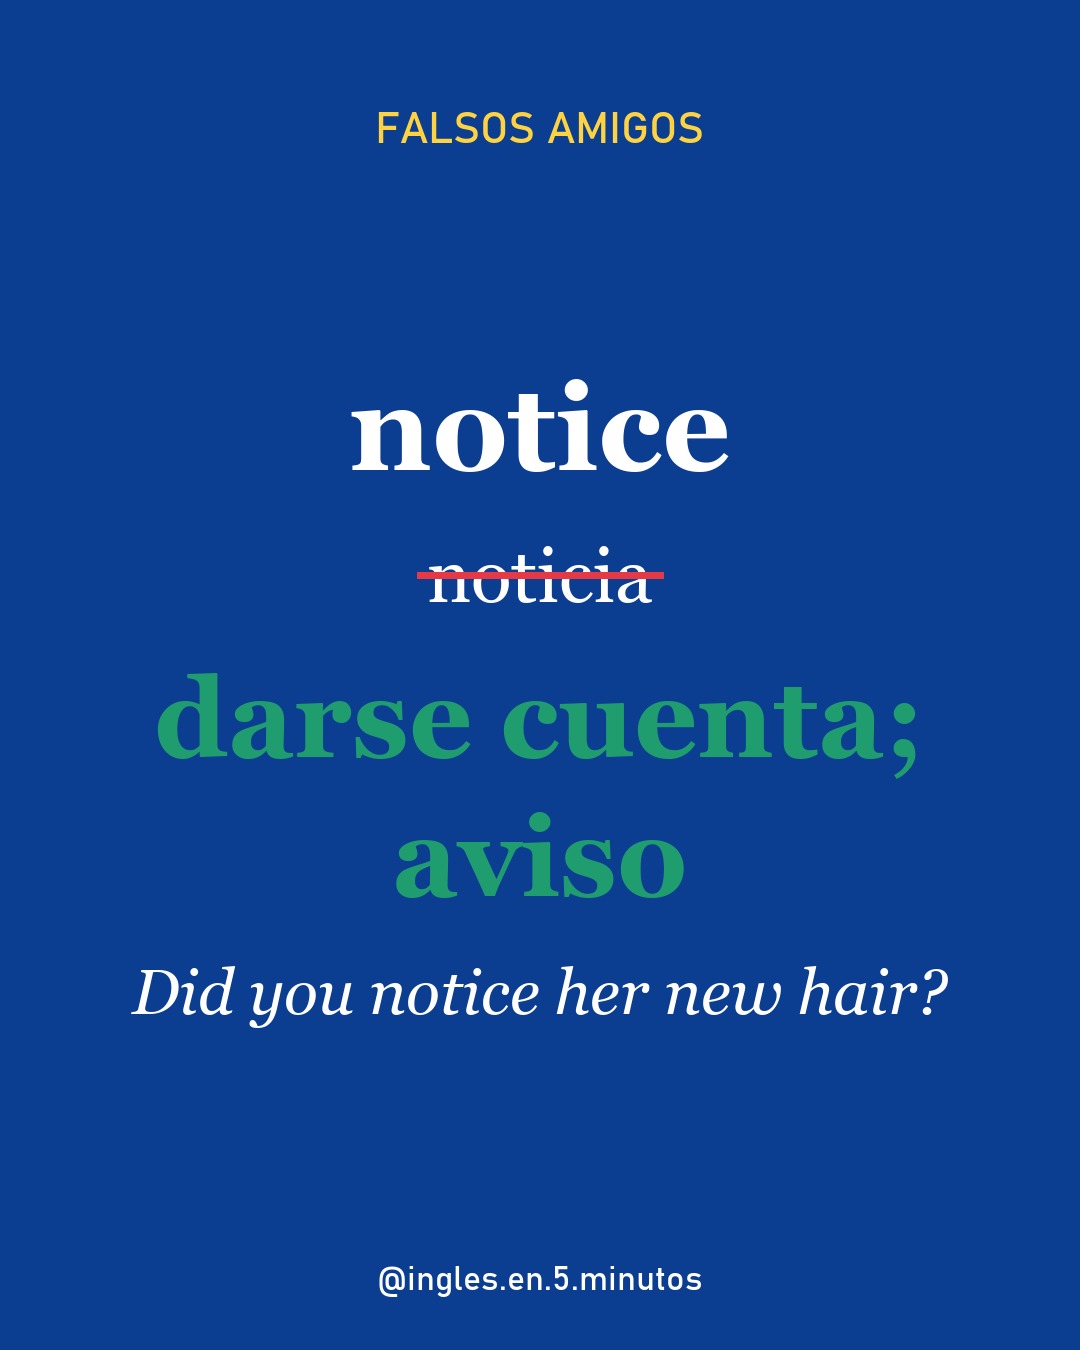 FALSOS AMIGOS
notice
noticia
darse cuenta;
aviso
Did you notice her new hair?
@ingles.en.5.minutos